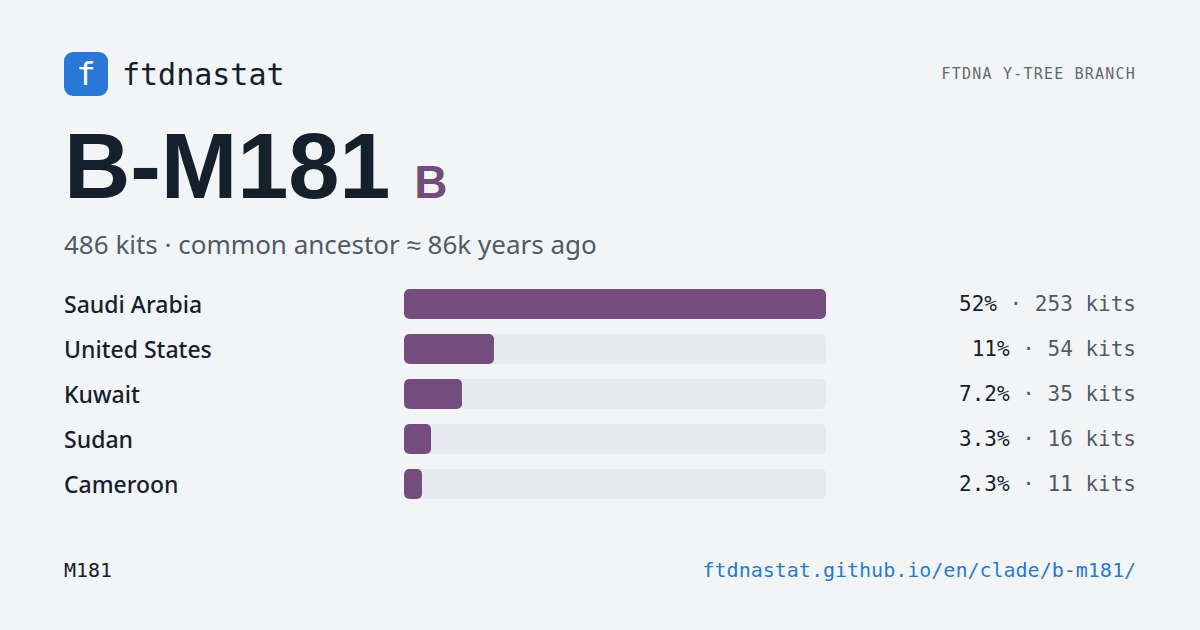 f ftdnastat
FTDNA Y-TREE BRANCH
B-M181 B
486 kits · common ancestor ≈ 86k years ago
Saudi Arabia 52% · 253 kits
United States 11% · 54 kits
Kuwait 7.2% · 35 kits
Sudan 3.3% · 16 kits
Cameroon 2.3% · 11 kits
M181
ftdnastat.github.io/en/clade/b-m181/